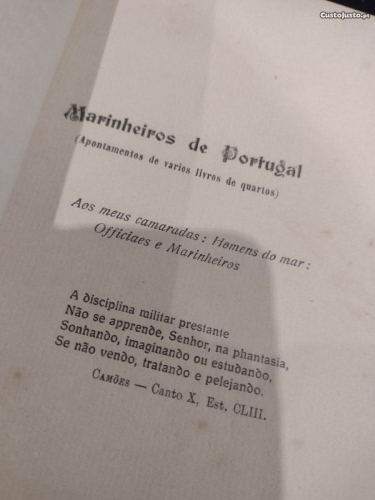 CustoJusto.pt
Marinheiros de Portugal
(Apontamentos de varios livros de quartos)
Aos meus camaradas: Homens do mar:
Officiaes e Marinheiros
A disciplina militar prestante
Não se apprende, Senhor, na phantasia,
Sonhando, imaginando ou estudando,
Se não vendo, tratando e pelejando.
CAMÕES — Canto X, Est. CLIII.